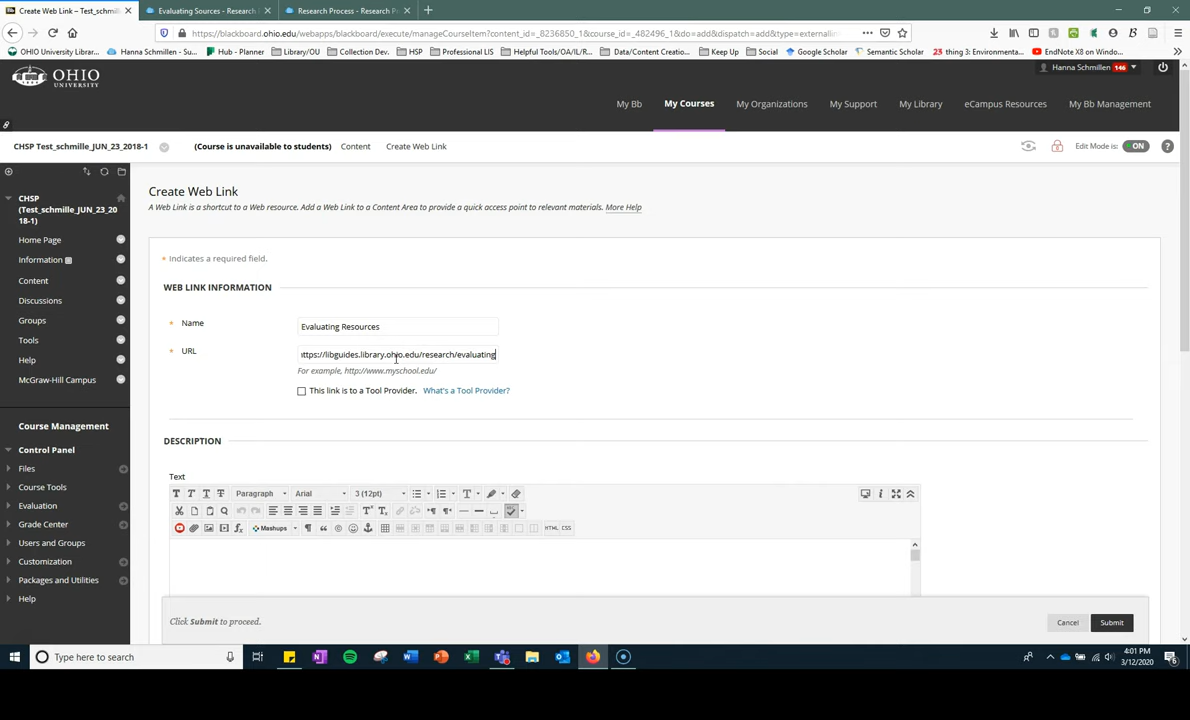 Create Web Link – Test_schmill
Evaluating Sources - Research
Research Process - Research P
https://blackboard.ohio.edu/webapps/blackboard/execute/manageCourseItem?content_id=_8236850_1&course_id=_482496_1&do=add&dispatch=add&type=externallin
OHIO University Librar... Hanna Schmillen - Su... Hub - Planner Library/OU Collection Dev. HSP Professional LIS Helpful Tools/OA/IL/R... Data/Content Creatio... Keep Up Social Google Scholar Semantic Scholar thing 3: Environmenta... EndNote X8 on Windo...
OHIO
UNIVERSITY
Hanna Schmillen 146
My Bb My Courses My Organizations My Support My Library eCampus Resources My Bb Management
CHSP Test_schmille_JUN_23_2018-1 (Course is unavailable to students) Content Create Web Link Edit Mode is: ON ?
CHSP
(Test_schmille_JUN_23_20
18-1)
Home Page
Information
Content
Discussions
Groups
Tools
Help
McGraw-Hill Campus
Course Management
Control Panel
Files
Course Tools
Evaluation
Grade Center
Users and Groups
Customization
Packages and Utilities
Help
Create Web Link
A Web Link is a shortcut to a Web resource. Add a Web Link to a Content Area to provide a quick access point to relevant materials. More Help
* Indicates a required field.
WEB LINK INFORMATION
* Name Evaluating Resources
* URL ttps://libguides.library.ohio.edu/research/evaluating
For example, http://www.myschool.edu/
This link is to a Tool Provider. What's a Tool Provider?
DESCRIPTION
Text
T T T T Paragraph Arial 3 (12pt) T
Mashups HTML CSS
Click Submit to proceed. Cancel Submit
Type here to search
4:01 PM
3/12/2020
6